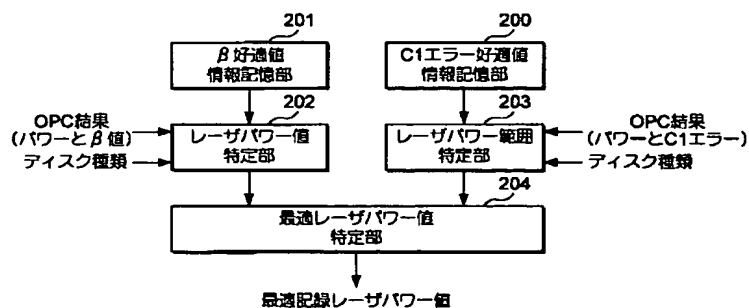 201
200
β好適値
情報記憶部
C1エラー好適値
情報記憶部
202
203
OPC結果
(パワーとβ値)
ディスク種類
レーザパワー値
特定部
レーザパワー範囲
特定部
OPC結果
(パワーとC1エラー)
ディスク種類
204
最適レーザパワー値
特定部
最適記録レーザパワー値